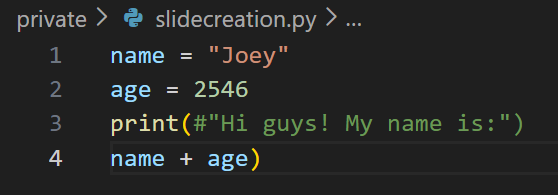 private > slidecreation.py > ...
1 name = "Joey"
2 age = 2546
3 print(#"Hi guys! My name is:")
4 name + age)